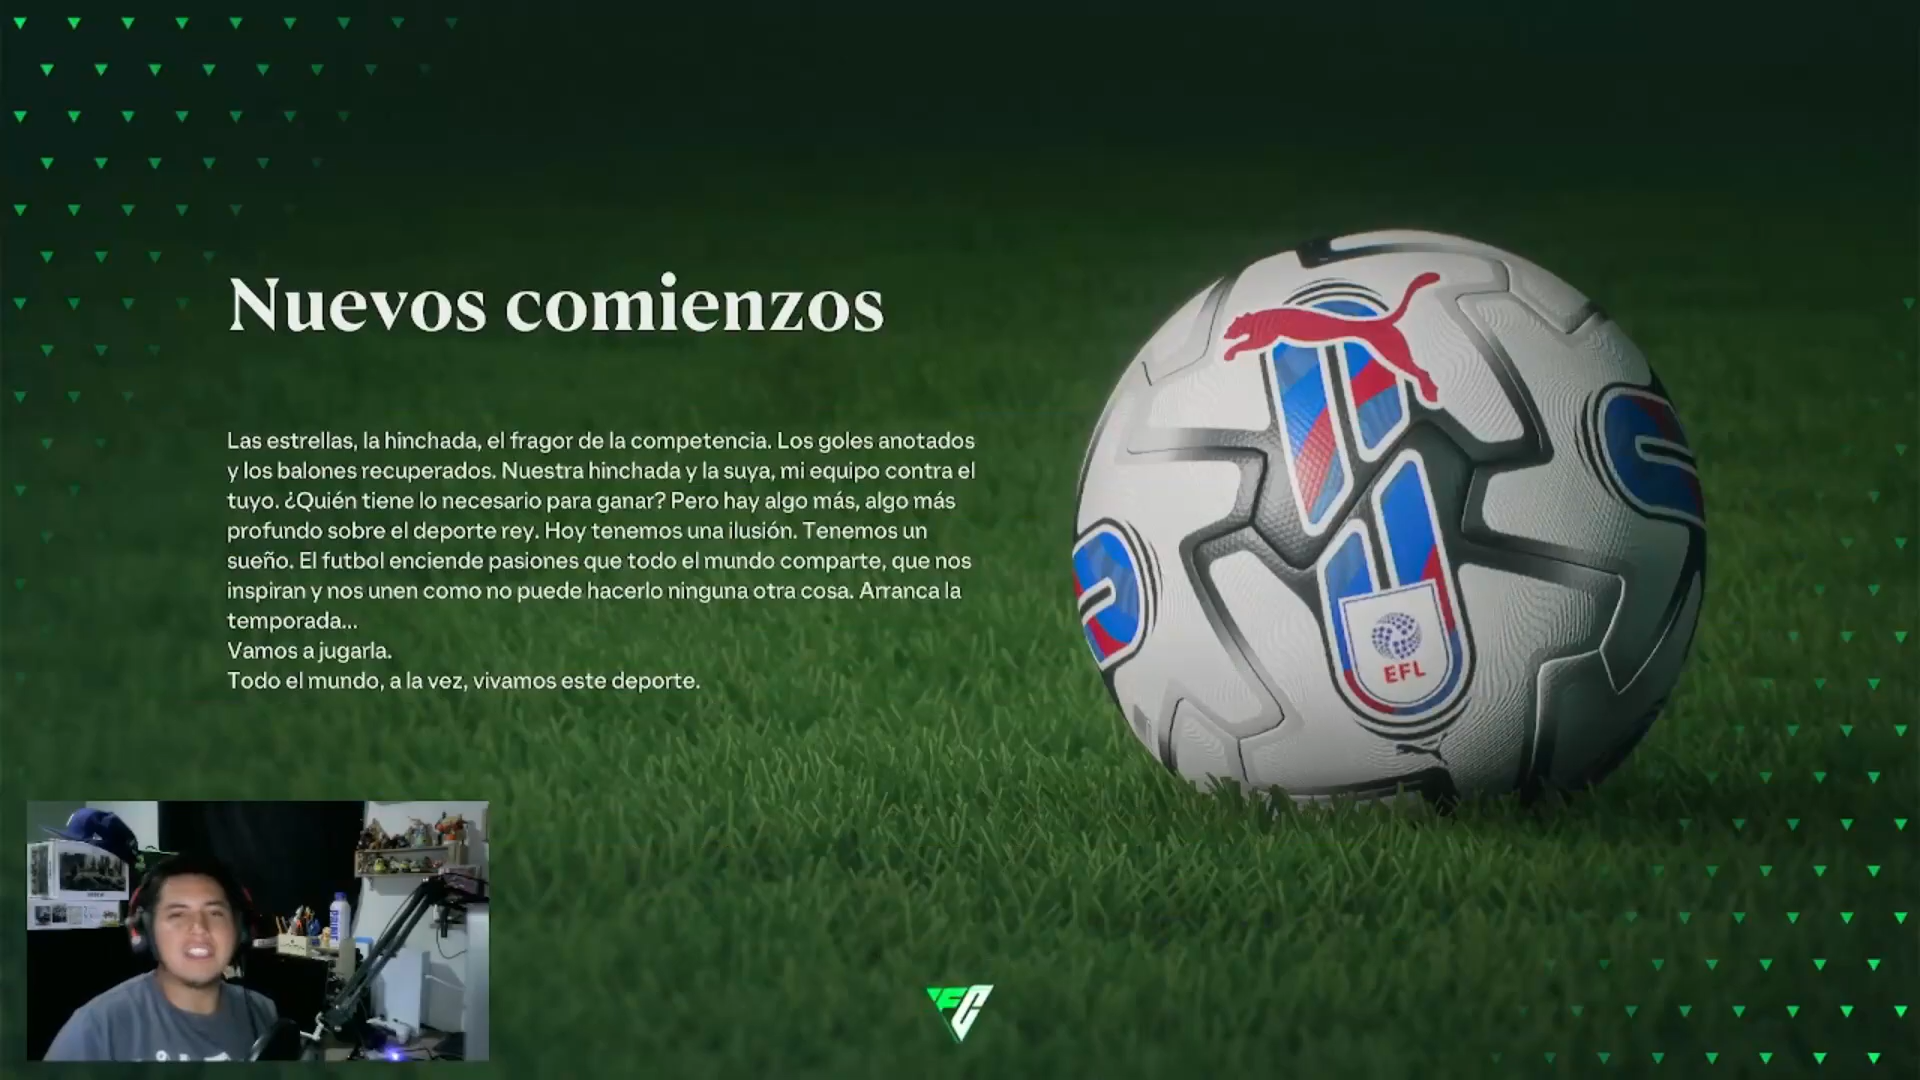 Nuevos comienzos
Las estrellas, la hinchada, el fragor de la competencia. Los goles anotados
y los balones recuperados. Nuestra hinchada y la suya, mi equipo contra el
tuyo. ¿Quién tiene lo necesario para ganar? Pero hay algo más, algo más
profundo sobre el deporte rey. Hoy tenemos una ilusión. Tenemos un
sueño. El futbol enciende pasiones que todo el mundo comparte, que nos
inspiran y nos unen como no puede hacerlo ninguna otra cosa. Arranca la
temporada...
Vamos a jugarla.
Todo el mundo, a la vez, vivamos este deporte.
EFL
FC